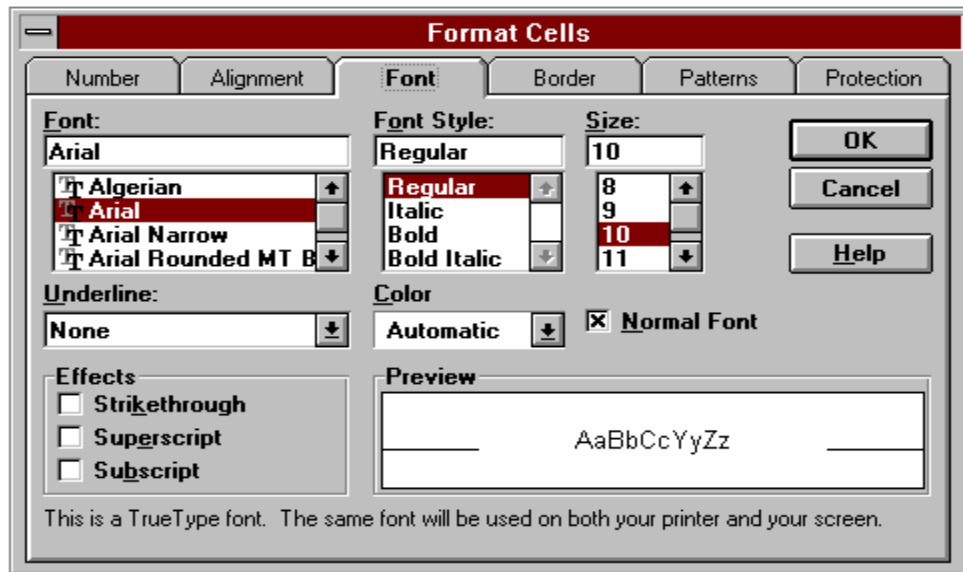 Format Cells
Number Alignment Font Border Patterns Protection
Font: Font Style: Size:
Arial Regular 10 OK
Algerian Regular 8 Cancel
Arial Italic 9
Arial Narrow Bold 10
Arial Rounded MT B Bold Italic 11 Help
Underline: Color
None Automatic Normal Font
Effects Preview
Strikethrough
Superscript AaBbCcYyZz
Subscript
This is a TrueType font. The same font will be used on both your printer and your screen.